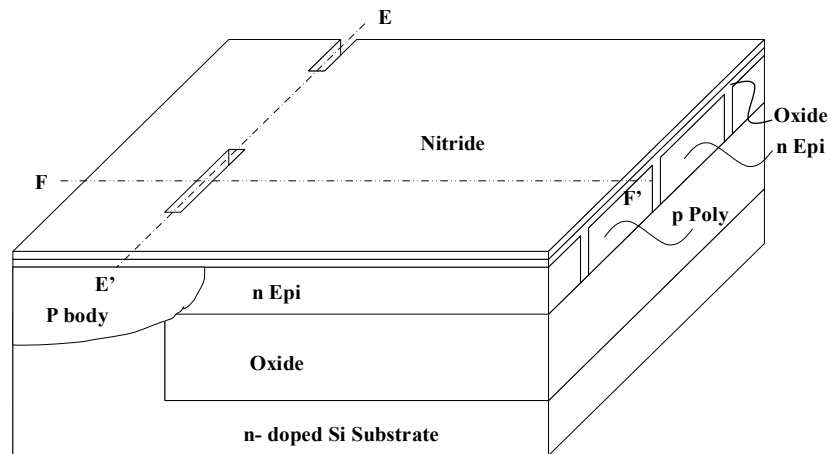 E
Oxide
n Epi
Nitride
F
F'
p Poly
E'
P body
n Epi
Oxide
n- doped Si Substrate